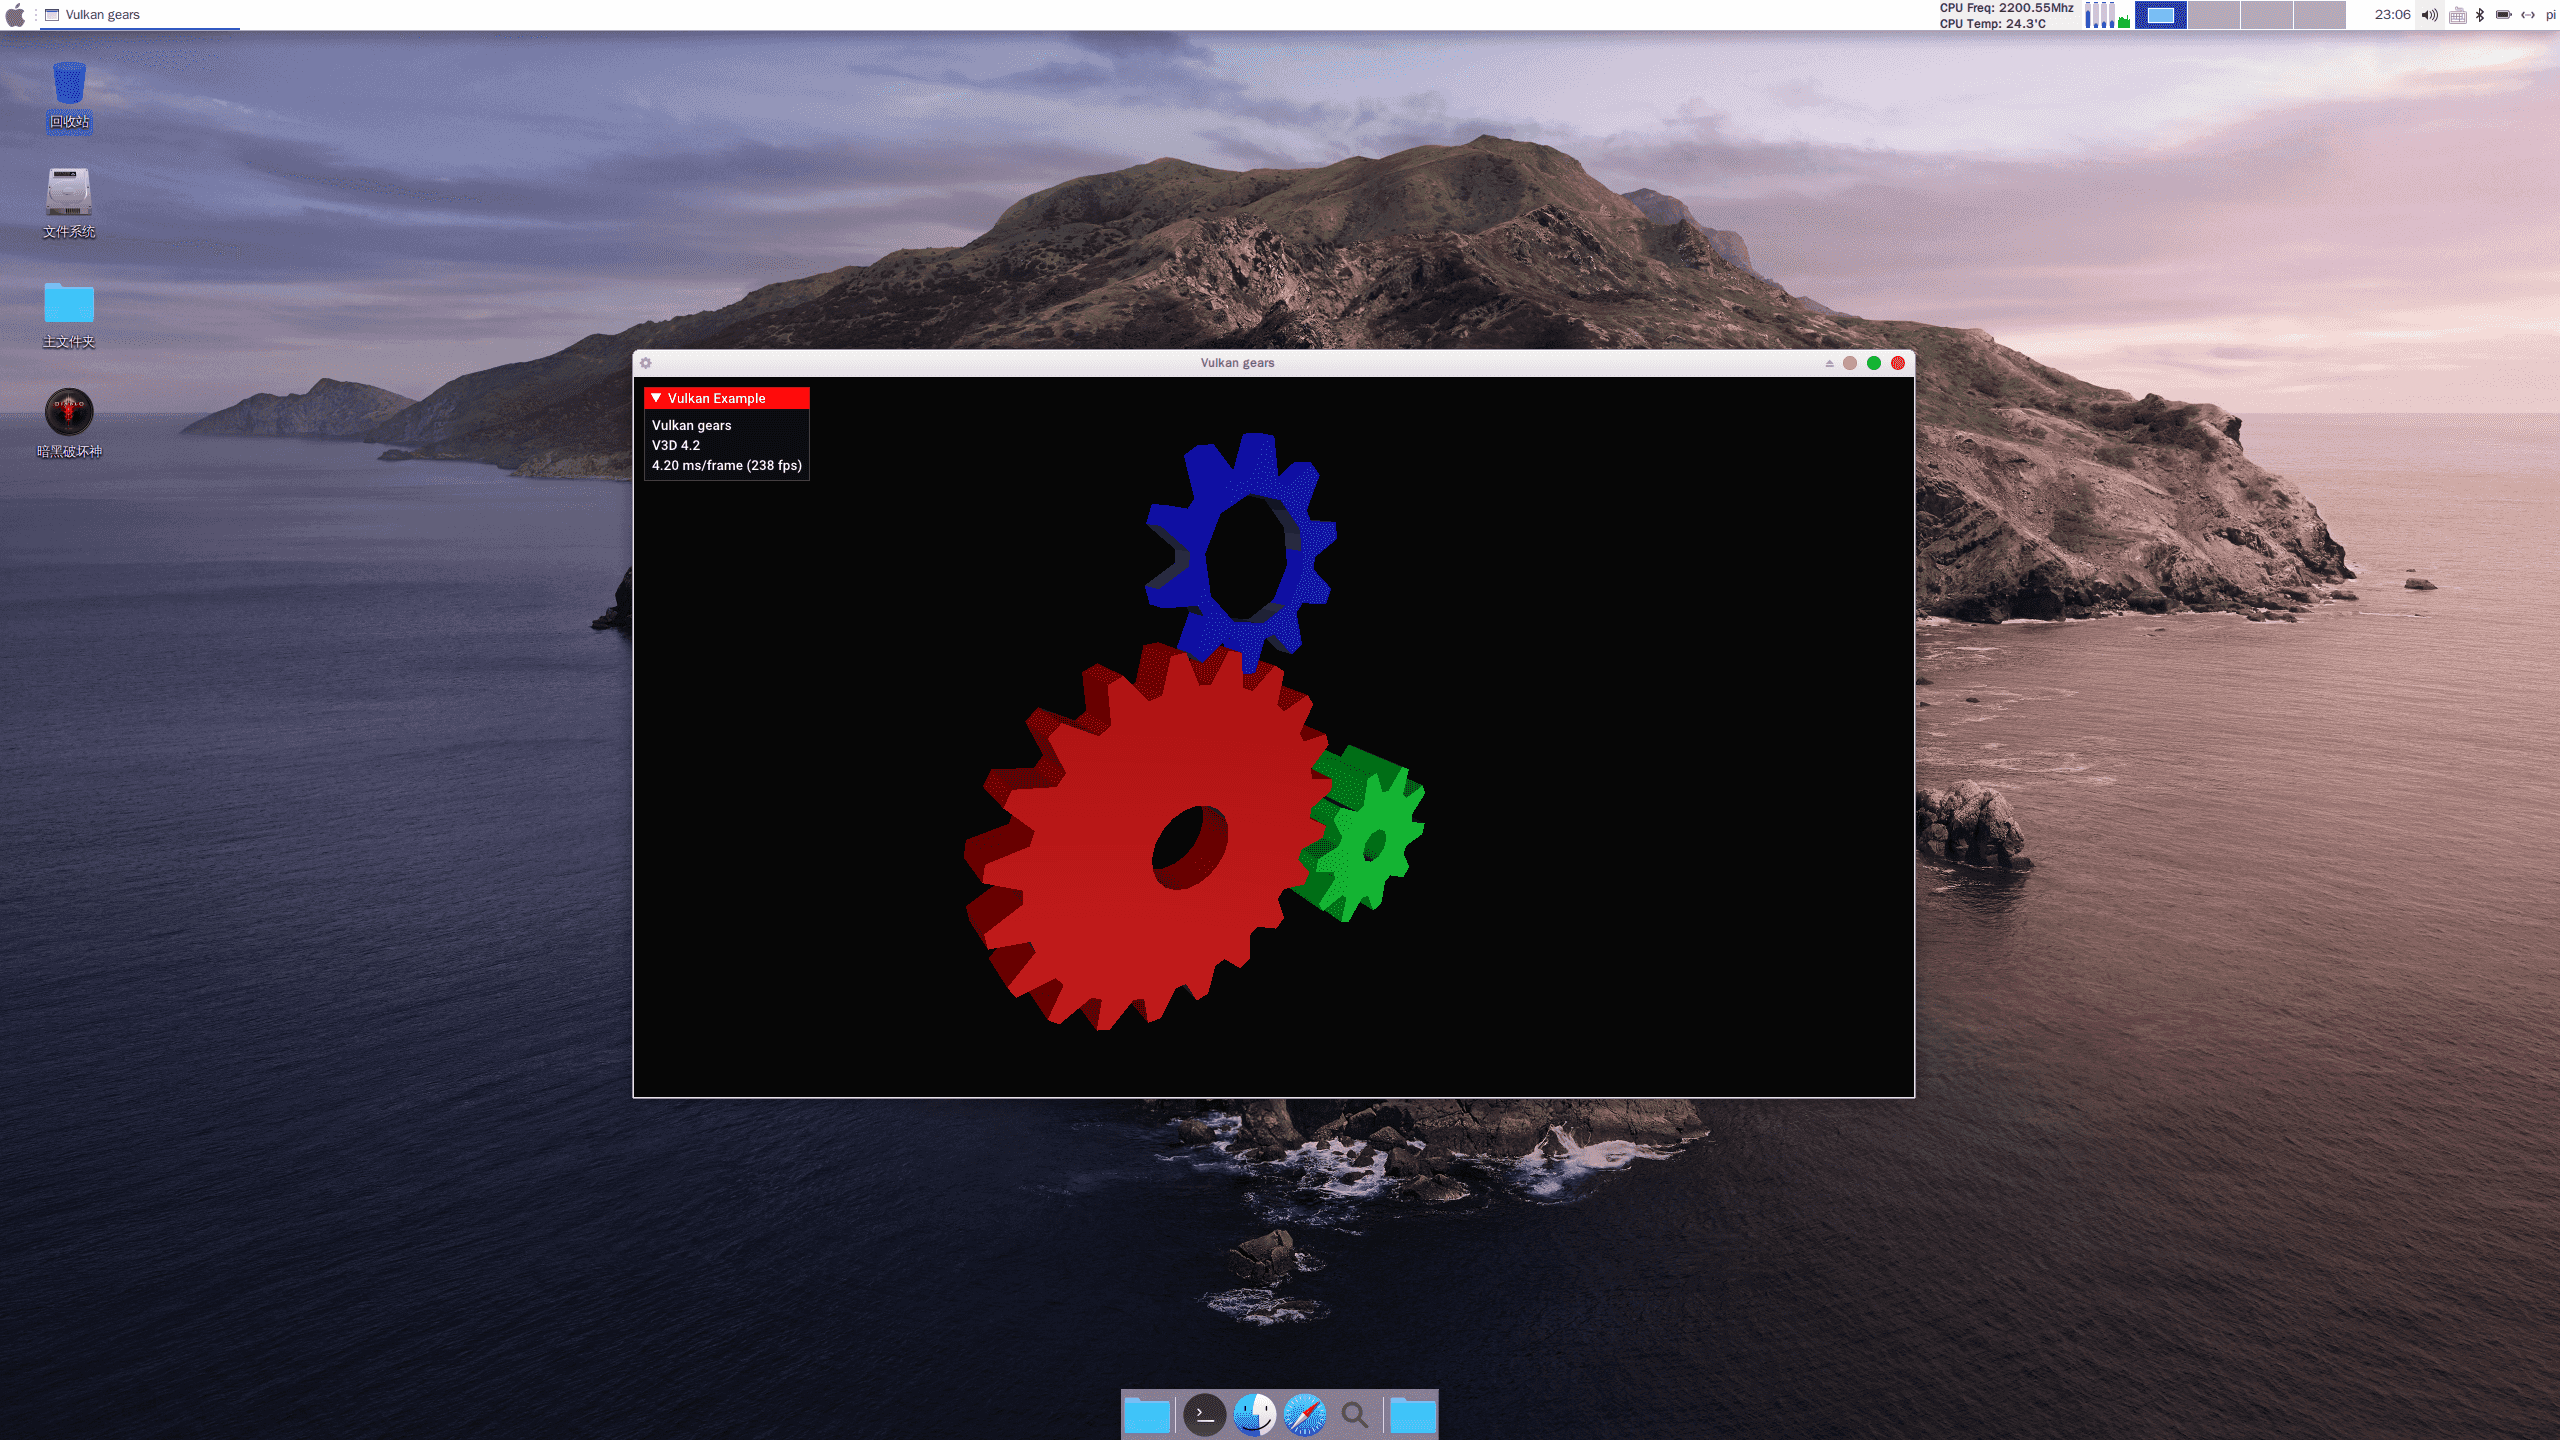 Vulkan gears
CPU Freq: 2200.55Mhz
CPU Temp: 24.3'C
23:06
pi
回收站
文件系统
主文件夹
DIABLO
暗黑破坏神
Vulkan gears
Vulkan Example
Vulkan gears
V3D 4.2
4.20 ms/frame (238 fps)